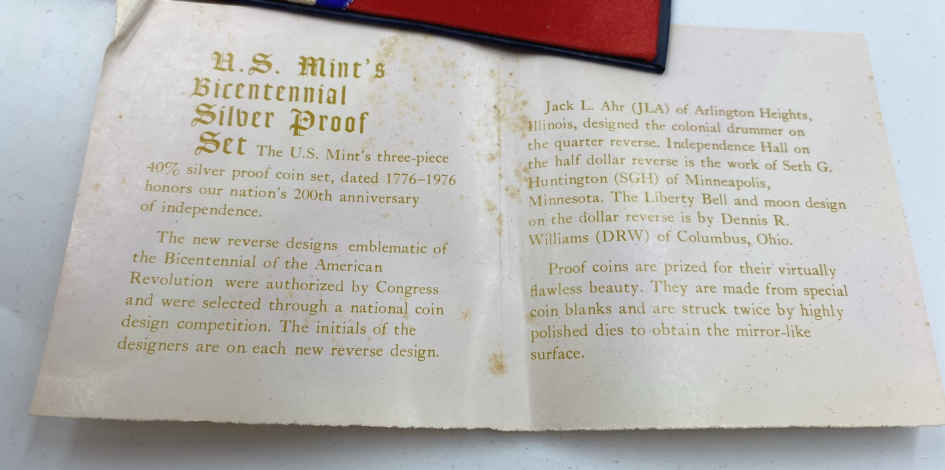 U.S. Mint's
Bicentennial
Silver Proof
Set The U.S. Mint's three-piece
40% silver proof coin set, dated 1776-1976
honors our nation's 200th anniversary
of independence.
The new reverse designs emblematic of
the Bicentennial of the American
Revolution were authorized by Congress
and were selected through a national coin
design competition. The initials of the
designers are on each new reverse design.
Jack L. Ahr (JLA) of Arlington Heights,
Illinois, designed the colonial drummer on
the quarter reverse. Independence Hall on
the half dollar reverse is the work of Seth G.
Huntington (SGH) of Minneapolis,
Minnesota. The Liberty Bell and moon design
on the dollar reverse is by Dennis R.
Williams (DRW) of Columbus, Ohio.
Proof coins are prized for their virtually
flawless beauty. They are made from special
coin blanks and are struck twice by highly
polished dies to obtain the mirror-like
surface.